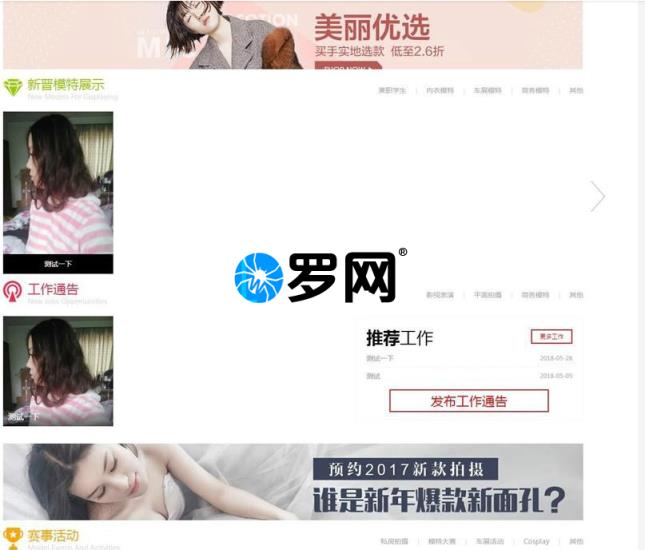 美丽优选
买手实地选款 低至2.6折
SHOP NOW
新晋模特展示
New Models For Displaying
兼职学生 | 内衣模特 | 车展模特 | 商务模特 | 其他
测试一下
罗网®
工作通告
New Jobs Opportunities
影视表演 | 平面拍摄 | 商务模特 | 其他
推荐工作
更多工作
测试一下 2018-05-26
测试 2018-05-05
发布工作通告
测试一下
预约2017新款拍摄
谁是新年爆款新面孔?
赛事活动
Model Events And Activities
私房拍摄 | 模特大赛 | 车展活动 | Cosplay | 其他